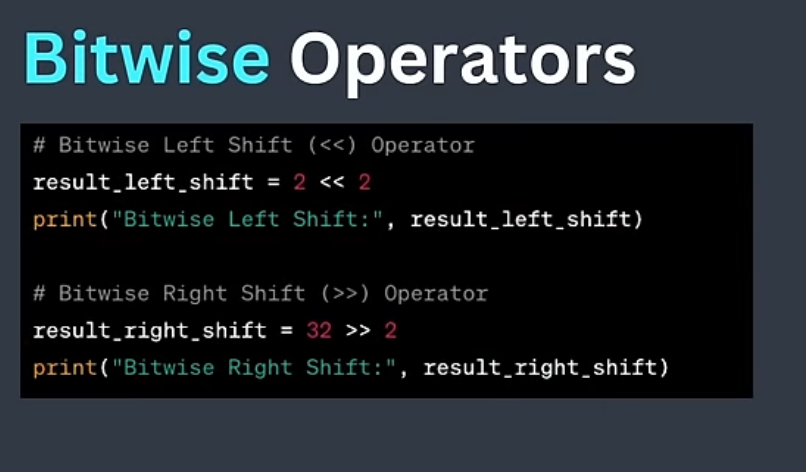 Bitwise Operators
# Bitwise Left Shift (<<) Operator
result_left_shift = 2 << 2
print("Bitwise Left Shift:", result_left_shift)
# Bitwise Right Shift (>>) Operator
result_right_shift = 32 >> 2
print("Bitwise Right Shift:", result_right_shift)